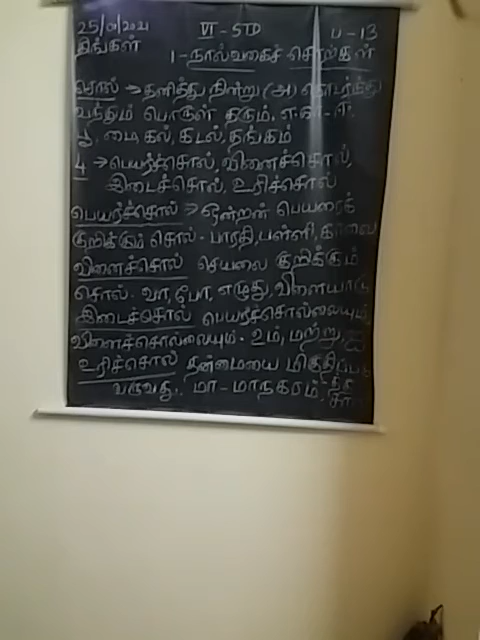 25/01/2021 VI - STD ப - 13
திங்கள்
1 - நால்வகைச் சொற்கள்
சொல் → தனித்து நின்று (அ) தொடர்ந்து
வந்தும் பொருள் தரும். எ.கா -
பூ, மை, கல், கடல், தங்கம்
4 → பெயர்ச்சொல், வினைச்சொல்,
இடைச்சொல், உரிச்சொல்
பெயர்ச்சொல் → ஒன்றன் பெயரைக்
குறிக்கும் சொல் - பாரதி, பள்ளி, காலை
வினைச்சொல் செயலை குறிக்கும்
சொல். வா, போ, எழுது, விளையாடு
இடைச்சொல் பெயர்ச்சொல்லையும்,
வினைச்சொல்லையும். உம், மற்று, ஐ
உரிச்சொல் தன்மையை
வருவது. மா - மாநகரம்,